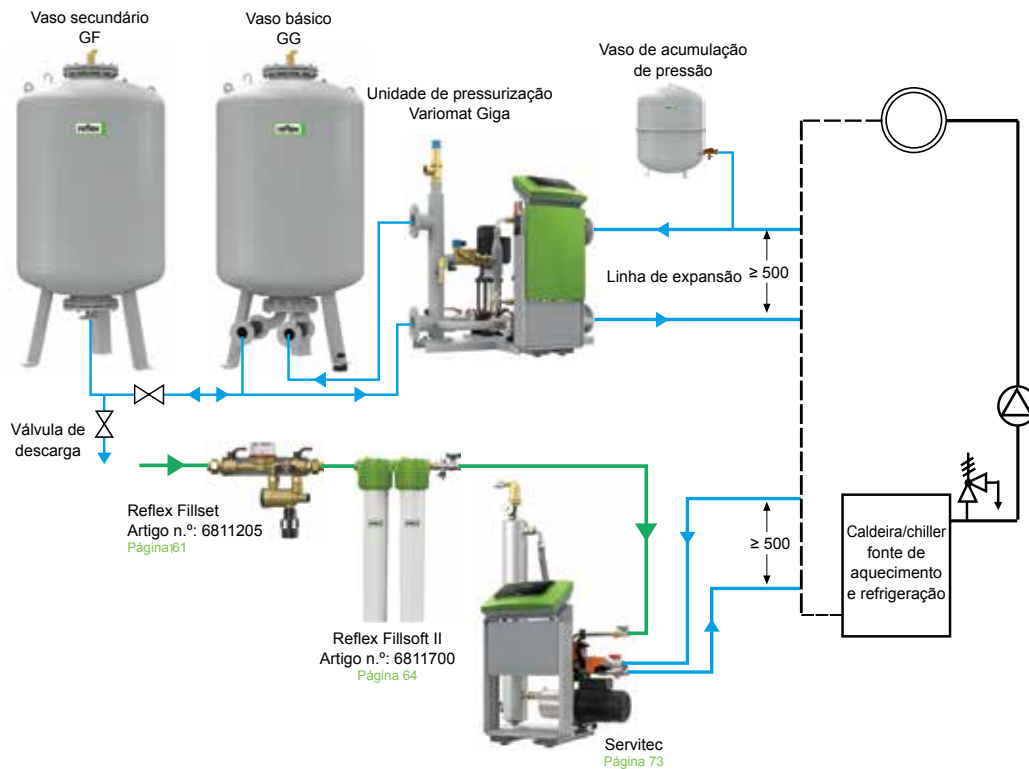 Vaso secundário
GF
Vaso básico
GG
Unidade de pressurização
Variomat Giga
Vaso de acumulação
de pressão
reflex
reflex
Linha de expansão
≥ 500
Válvula de
descarga
Reflex Fillset
Artigo n.º: 6811205
Página 61
Reflex Fillsoft II
Artigo n.º: 6811700
Página 64
≥ 500
Caldeira/chiller
fonte de
aquecimento
e refrigeração
Servitec
Página 73